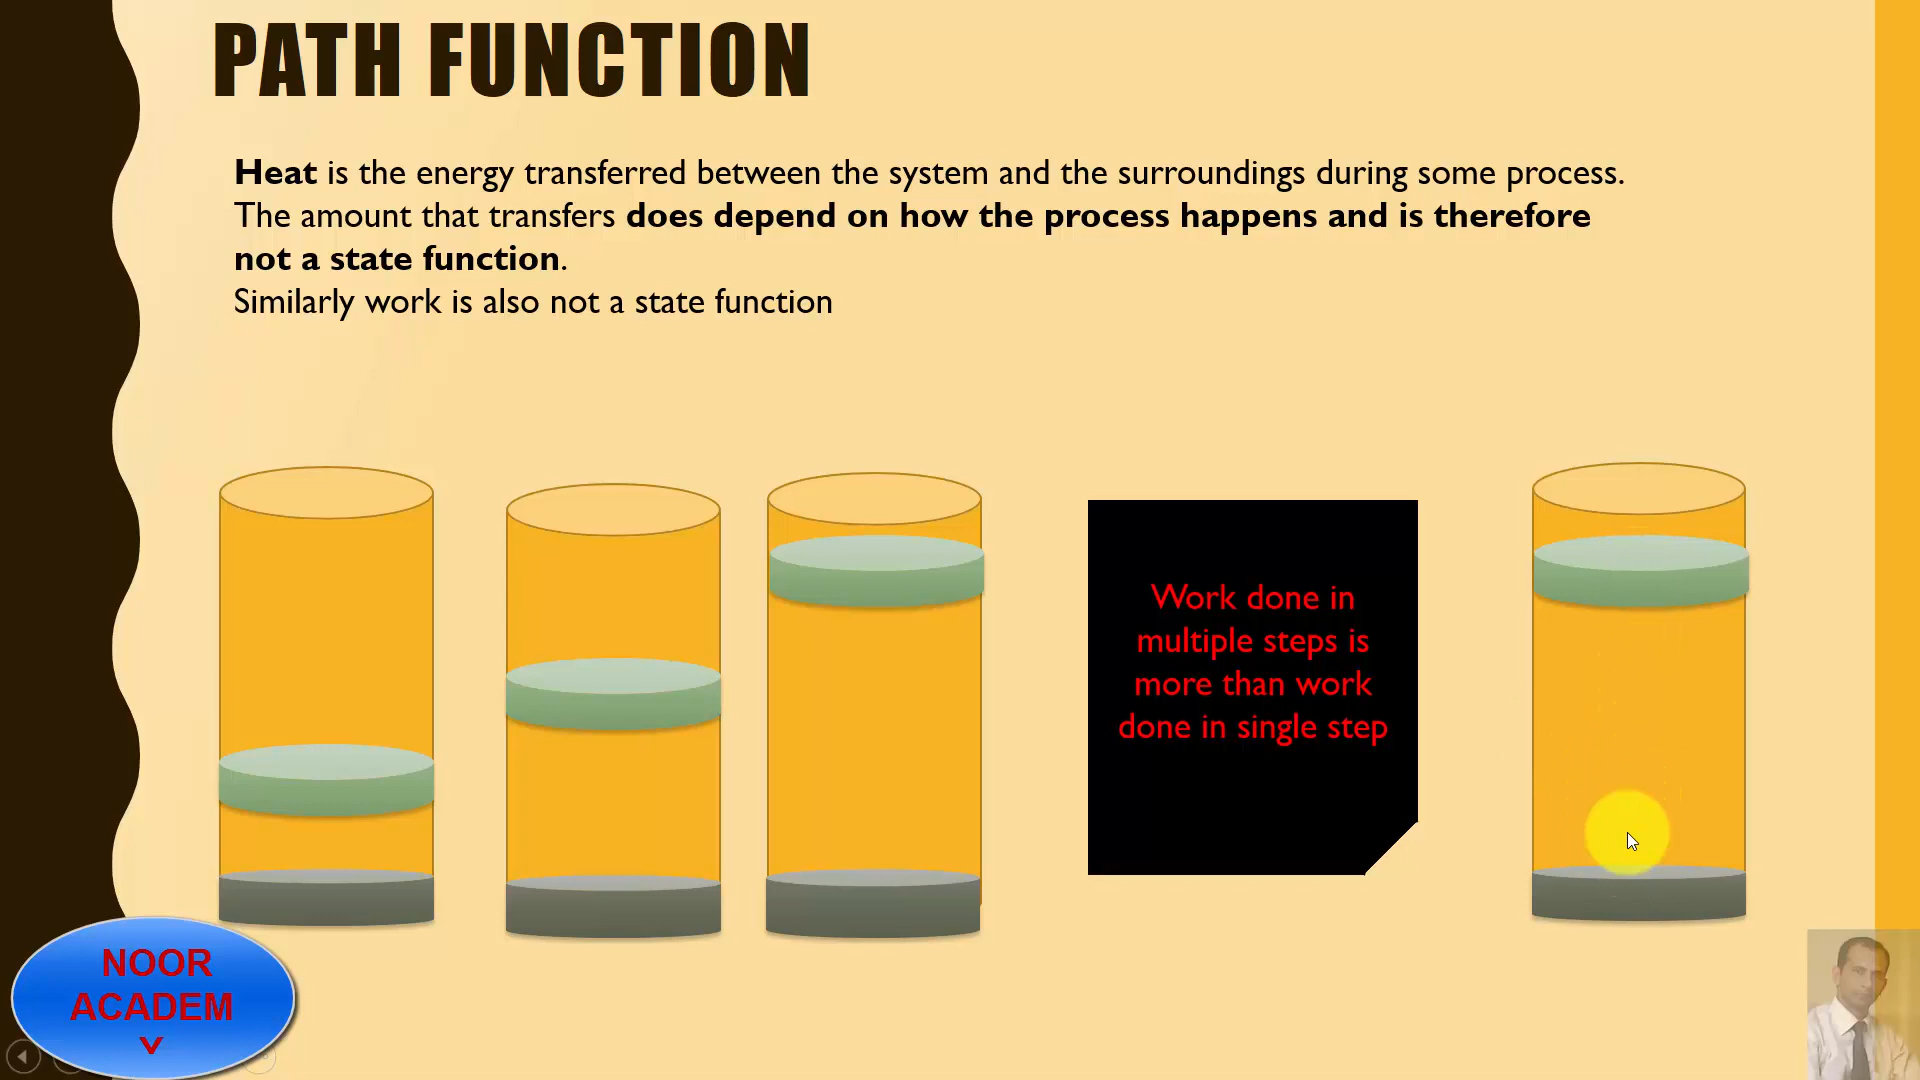 PATH FUNCTION
Heat is the energy transferred between the system and the surroundings during some process.
The amount that transfers does depend on how the process happens and is therefore
not a state function.
Similarly work is also not a state function
Work done in
multiple steps is
more than work
done in single step
NOOR
ACADEM
Y